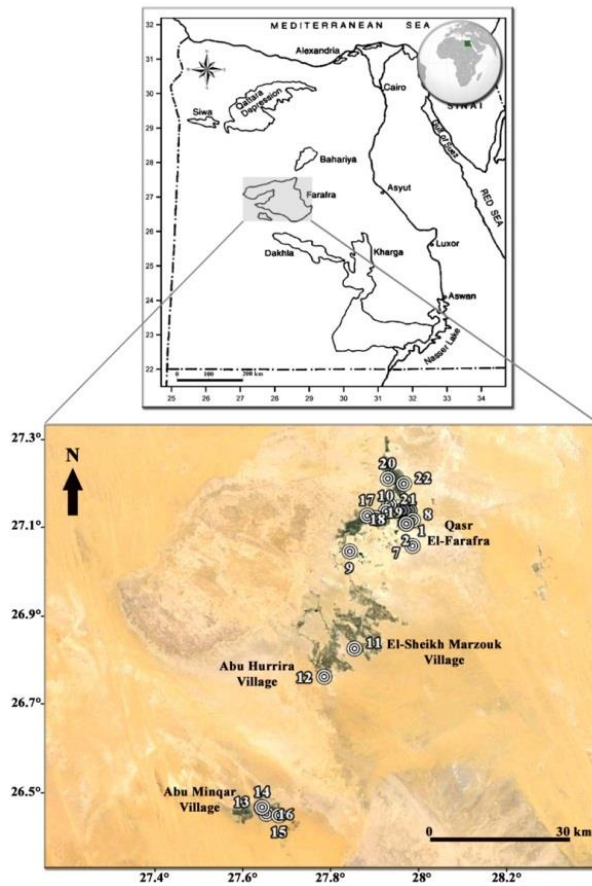 MEDITERRANEAN SEA
32
31
30
29
28
27
26
25
24
23
22
Alexandria
Cairo
Qattara
Depression
Siwa
SINAI
Gulf of Suez
Bahariya
Farafra
Asyut
RED SEA
Dakhla
Kharga
Luxor
Aswan
Nasser Lake
0 100 200 km
25 26 27 28 29 30 31 32 33 34
27.3°
27.1°
26.9°
26.7°
26.5°
N
20
22
10
17
21
19
8
18
1
2
7
9
Qasr
El-Farafra
11
El-Sheikh Marzouk
Village
Abu Hurrira
Village
12
Abu Minqar
Village
13
14
16
15
0 30 km
27.4° 27.6° 27.8° 28° 28.2°